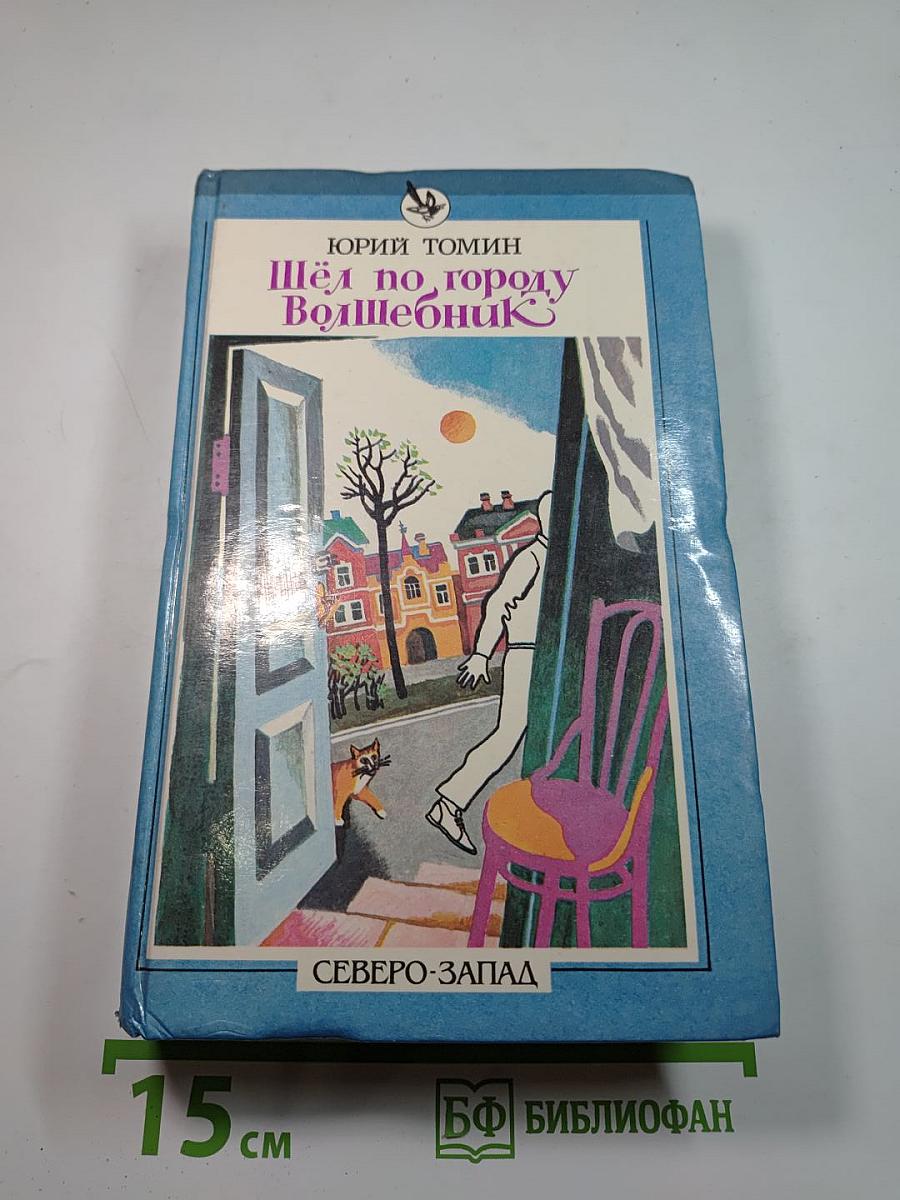 ЮРИЙ ТОМИН
Шёл по городу
Волшебник
СЕВЕРО-ЗАПАД
15 см
БФ БИБЛИОФАН